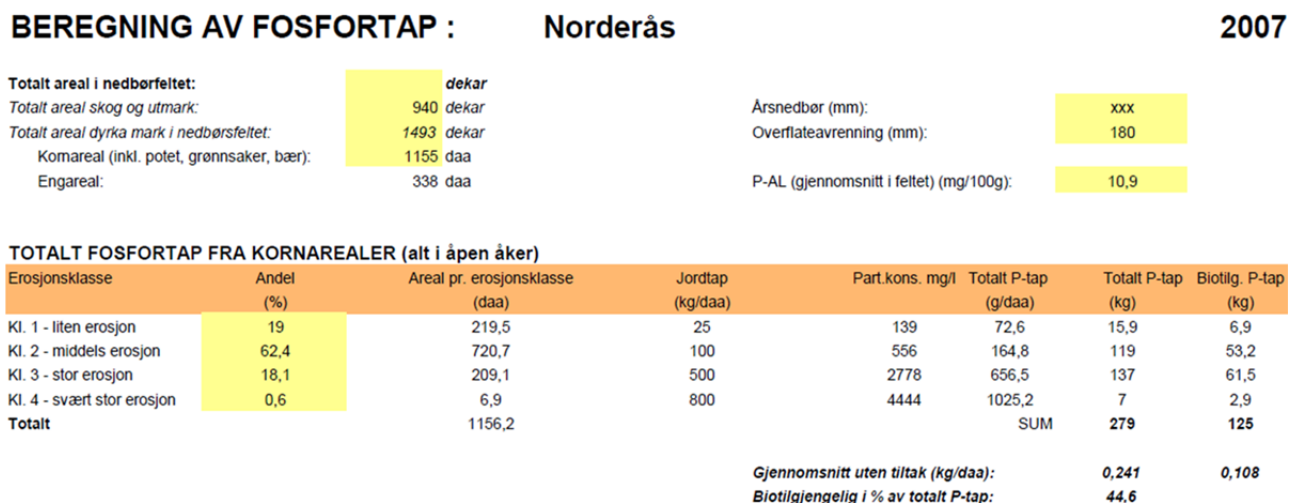 BEREGNING AV FOSFORTAP : Norderås 2007
Totalt areal i nedbørfeltet: dekar
Totalt areal skog og utmark: 940 dekar Årsnedbør (mm): xxx
Totalt areal dyrka mark i nedbørsfeltet: 1493 dekar Overflateavrenning (mm): 180
Kornareal (inkl. potet, grønnsaker, bær): 1155 daa
Engareal: 338 daa P-AL (gjennomsnitt i feltet) (mg/100g): 10,9
TOTALT FOSFORTAP FRA KORNAREALER (alt i åpen åker)
Erosjonsklasse Andel Areal pr. erosjonsklasse Jordtap Part.kons. mg/l Totalt P-tap Totalt P-tap Biotilg. P-tap
(%) (daa) (kg/daa) (g/daa) (kg) (kg)
Kl. 1 - liten erosjon 19 219,5 25 139 72,6 15,9 6,9
Kl. 2 - middels erosjon 62,4 720,7 100 556 164,8 119 53,2
Kl. 3 - stor erosjon 18,1 209,1 500 2778 656,5 137 61,5
Kl. 4 - svært stor erosjon 0,6 6,9 800 4444 1025,2 7 2,9
Totalt 1156,2 SUM 279 125
Gjennomsnitt uten tiltak (kg/daa): 0,241 0,108
Biotilgjengelig i % av totalt P-tap: 44,6